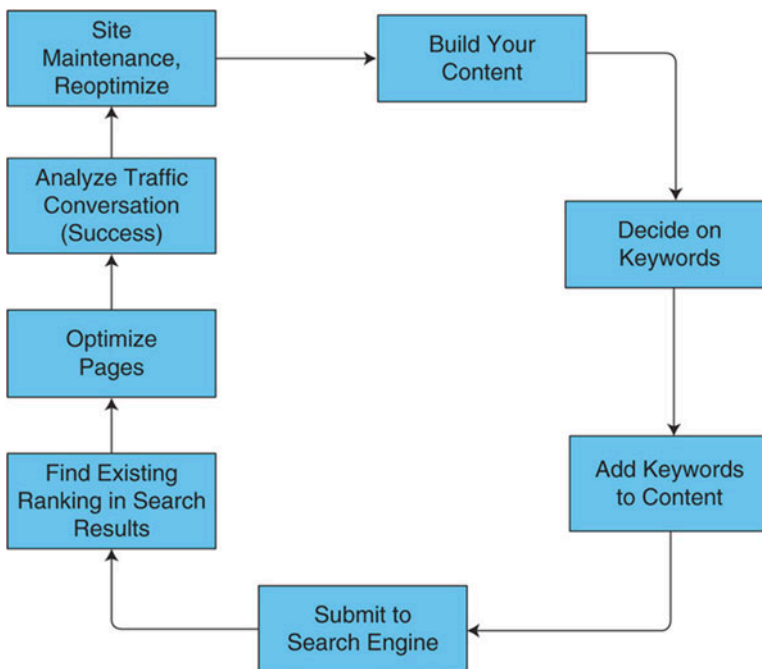 Site
Maintenance,
Reoptimize
Build Your
Content
Decide on
Keywords
Add Keywords
to Content
Submit to
Search Engine
Find Existing
Ranking in Search
Results
Optimize
Pages
Analyze Traffic
Conversation
(Success)